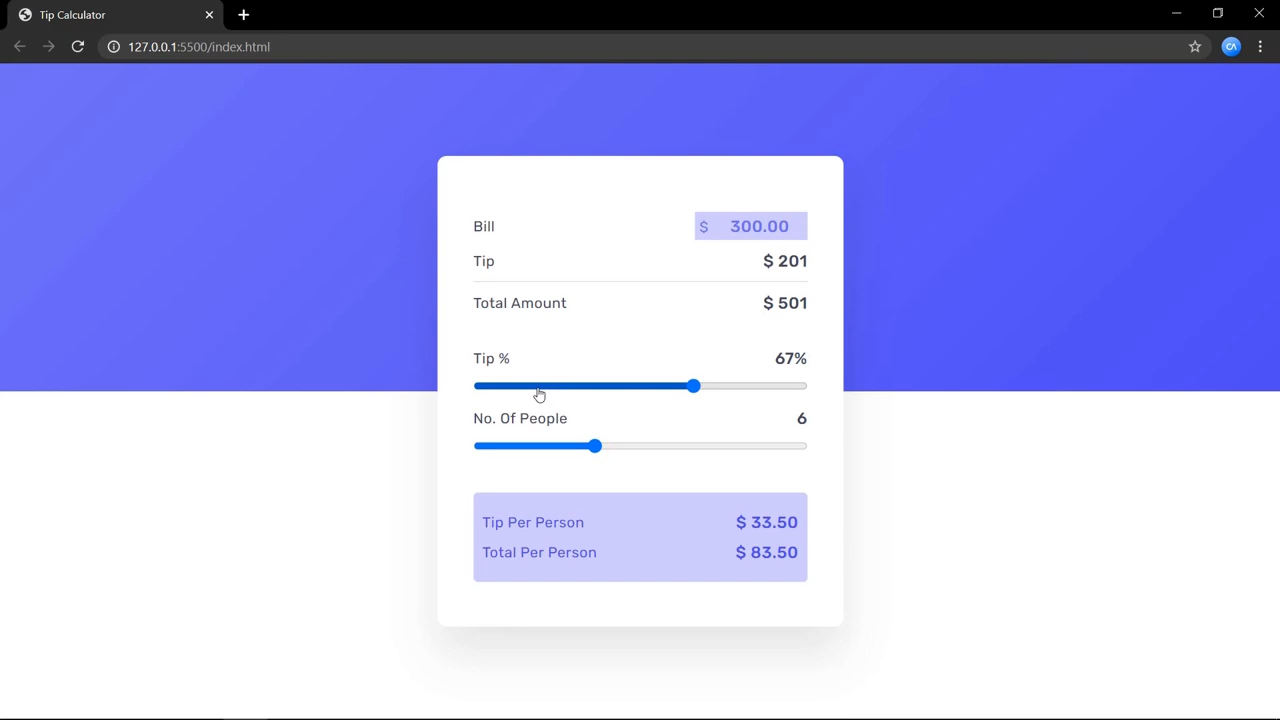 Tip Calculator
127.0.0.1:5500/index.html
Bill $ 300.00
Tip $ 201
Total Amount $ 501
Tip % 67%
No. Of People 6
Tip Per Person $ 33.50
Total Per Person $ 83.50